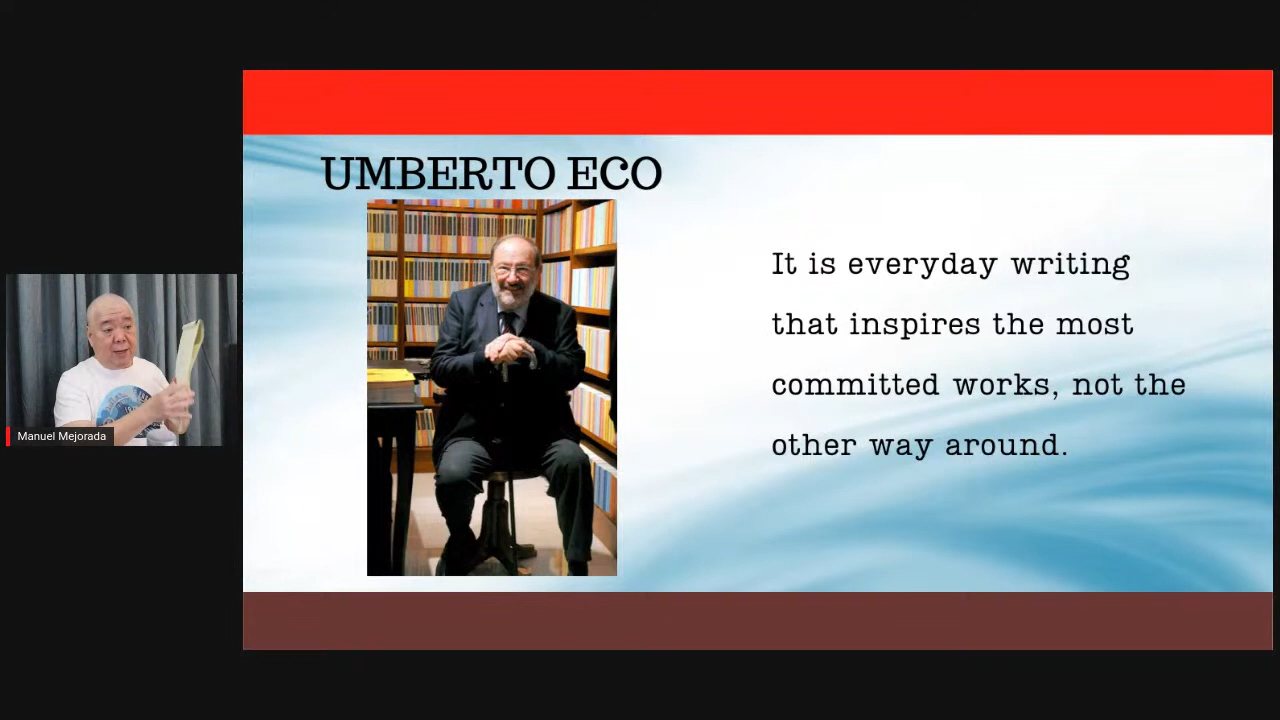 UMBERTO ECO
It is everyday writing
that inspires the most
committed works, not the
other way around.
Manuel Mejorada